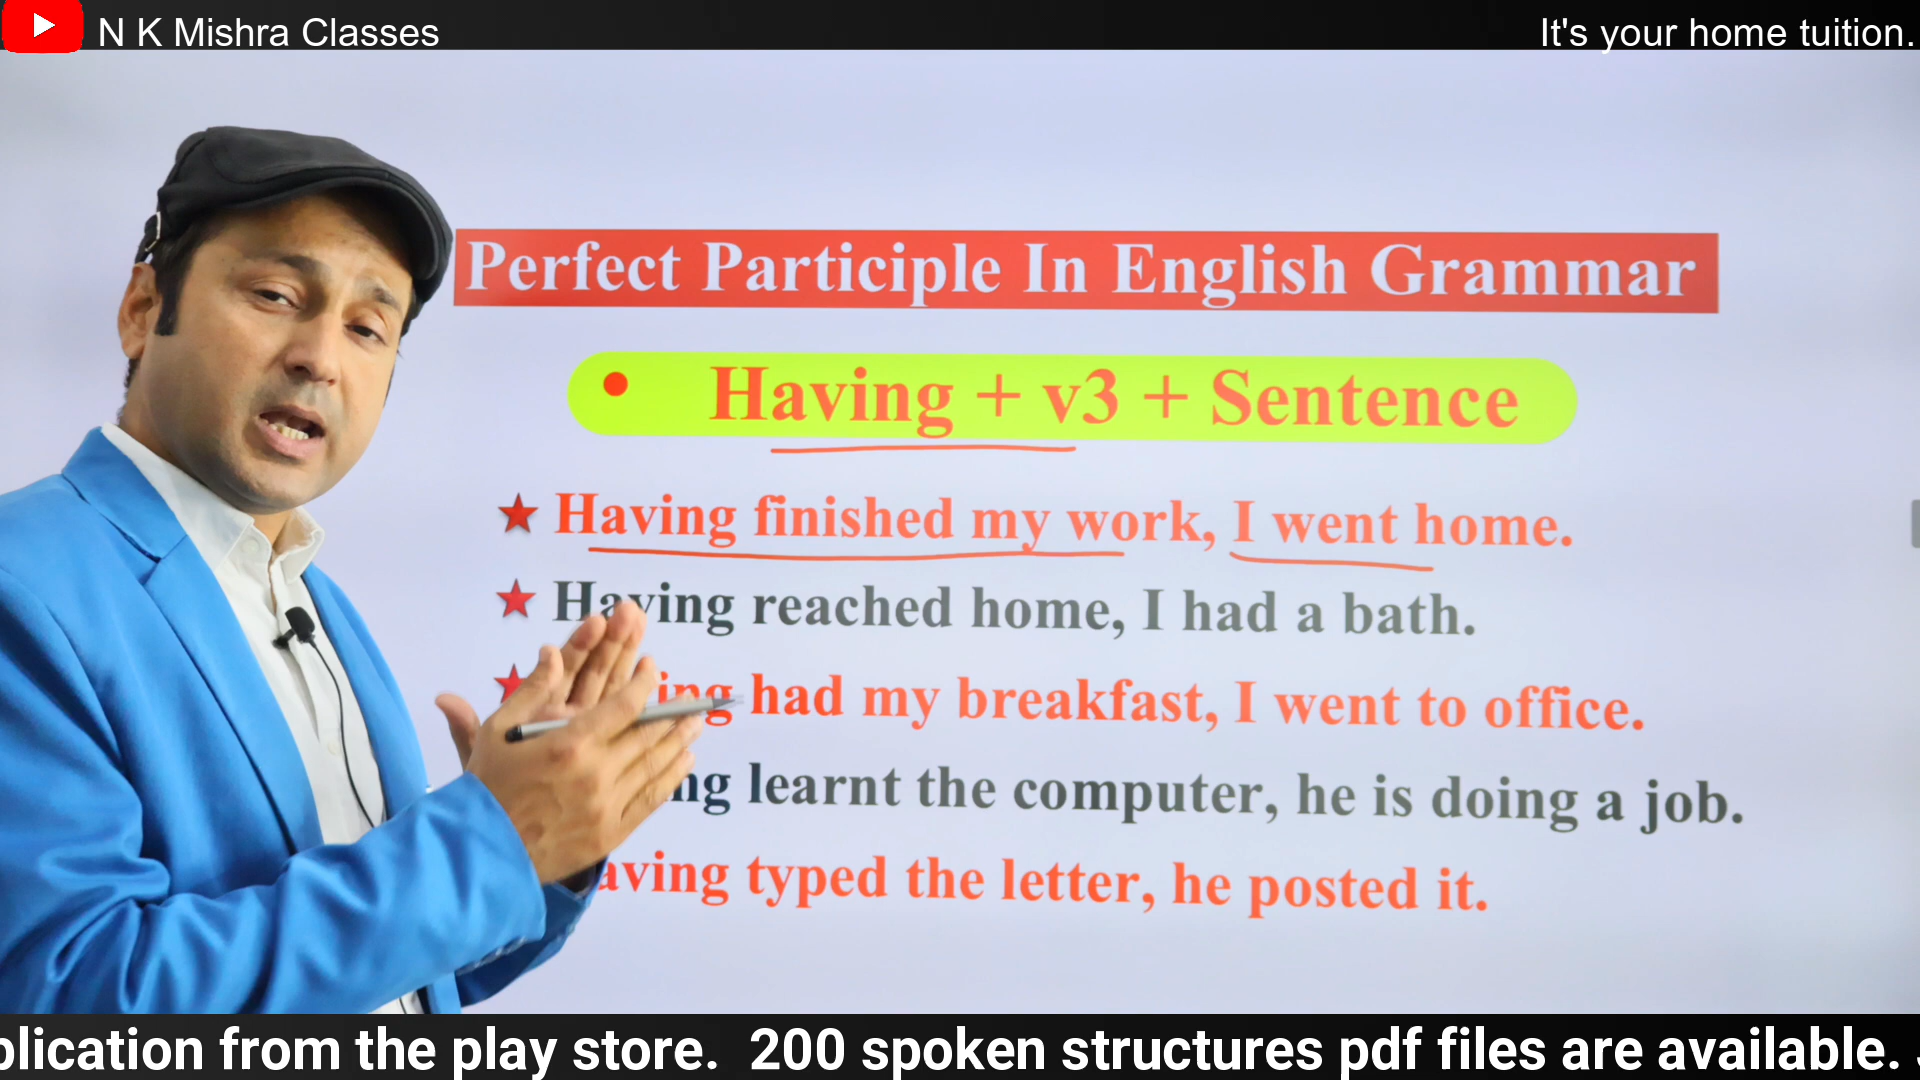 N K Mishra Classes
It's your home tuition.
Perfect Participle In English Grammar
• Having + v3 + Sentence
★ Having finished my work, I went home.
★ Having reached home, I had a bath.
★ had my breakfast, I went to office.
learnt the computer, he is doing a job.
typed the letter, he posted it.
from the play store. 200 spoken structures pdf files are available.